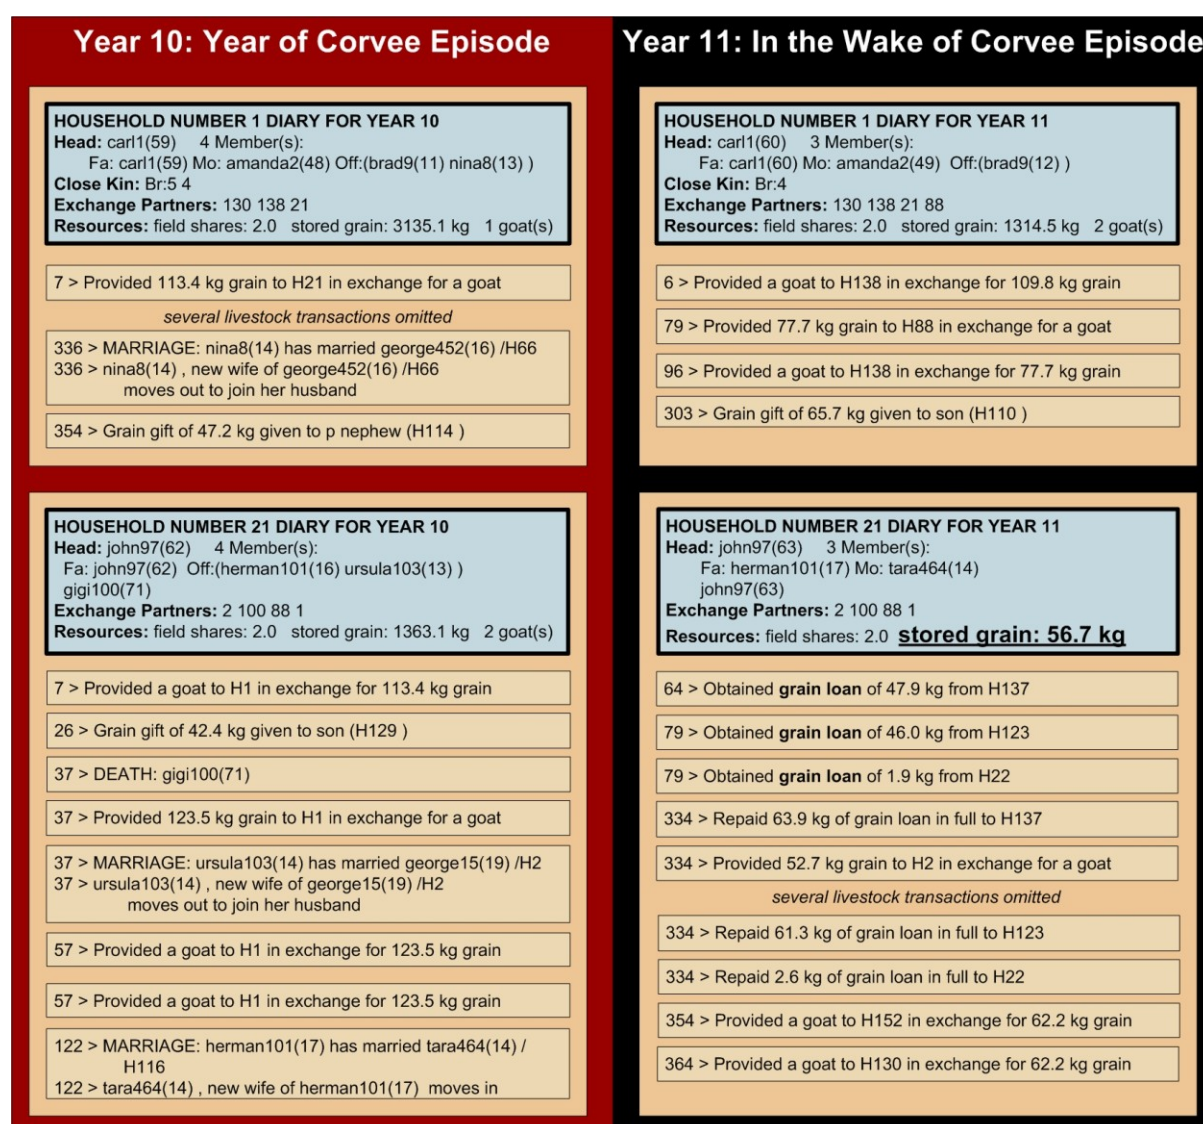 Year 10: Year of Corvee Episode
HOUSEHOLD NUMBER 1 DIARY FOR YEAR 10
Head: carl1(59) 4 Member(s):
Fa: carl1(59) Mo: amanda2(48) Off:(brad9(11) nina8(13) )
Close Kin: Br:5 4
Exchange Partners: 130 138 21
Resources: field shares: 2.0 stored grain: 3135.1 kg 1 goat(s)
7 > Provided 113.4 kg grain to H21 in exchange for a goat
several livestock transactions omitted
336 > MARRIAGE: nina8(14) has married george452(16) /H66
336 > nina8(14) , new wife of george452(16) /H66
moves out to join her husband
354 > Grain gift of 47.2 kg given to p nephew (H114 )
HOUSEHOLD NUMBER 21 DIARY FOR YEAR 10
Head: john97(62) 4 Member(s):
Fa: john97(62) Off:(herman101(16) ursula103(13) )
gigi100(71)
Exchange Partners: 2 100 88 1
Resources: field shares: 2.0 stored grain: 1363.1 kg 2 goat(s)
7 > Provided a goat to H1 in exchange for 113.4 kg grain
26 > Grain gift of 42.4 kg given to son (H129 )
37 > DEATH: gigi100(71)
37 > Provided 123.5 kg grain to H1 in exchange for a goat
37 > MARRIAGE: ursula103(14) has married george15(19) /H2
37 > ursula103(14) , new wife of george15(19) /H2
moves out to join her husband
57 > Provided a goat to H1 in exchange for 123.5 kg grain
57 > Provided a goat to H1 in exchange for 123.5 kg grain
122 > MARRIAGE: herman101(17) has married tara464(14) /
H116
122 > tara464(14) , new wife of herman101(17) moves in
Year 11: In the Wake of Corvee Episode
HOUSEHOLD NUMBER 1 DIARY FOR YEAR 11
Head: carl1(60) 3 Member(s):
Fa: carl1(60) Mo: amanda2(49) Off:(brad9(12) )
Close Kin: Br:4
Exchange Partners: 130 138 21 88
Resources: field shares: 2.0 stored grain: 1314.5 kg 2 goat(s)
6 > Provided a goat to H138 in exchange for 109.8 kg grain
79 > Provided 77.7 kg grain to H88 in exchange for a goat
96 > Provided a goat to H138 in exchange for 77.7 kg grain
303 > Grain gift of 65.7 kg given to son (H110 )
HOUSEHOLD NUMBER 21 DIARY FOR YEAR 11
Head: john97(63) 3 Member(s):
Fa: herman101(17) Mo: tara464(14)
john97(63)
Exchange Partners: 2 100 88 1
Resources: field shares: 2.0 stored grain: 56.7 kg
64 > Obtained grain loan of 47.9 kg from H137
79 > Obtained grain loan of 46.0 kg from H123
79 > Obtained grain loan of 1.9 kg from H22
334 > Repaid 63.9 kg of grain loan in full to H137
334 > Provided 52.7 kg grain to H2 in exchange for a goat
several livestock transactions omitted
334 > Repaid 61.3 kg of grain loan in full to H123
334 > Repaid 2.6 kg of grain loan in full to H22
354 > Provided a goat to H152 in exchange for 62.2 kg grain
364 > Provided a goat to H130 in exchange for 62.2 kg grain